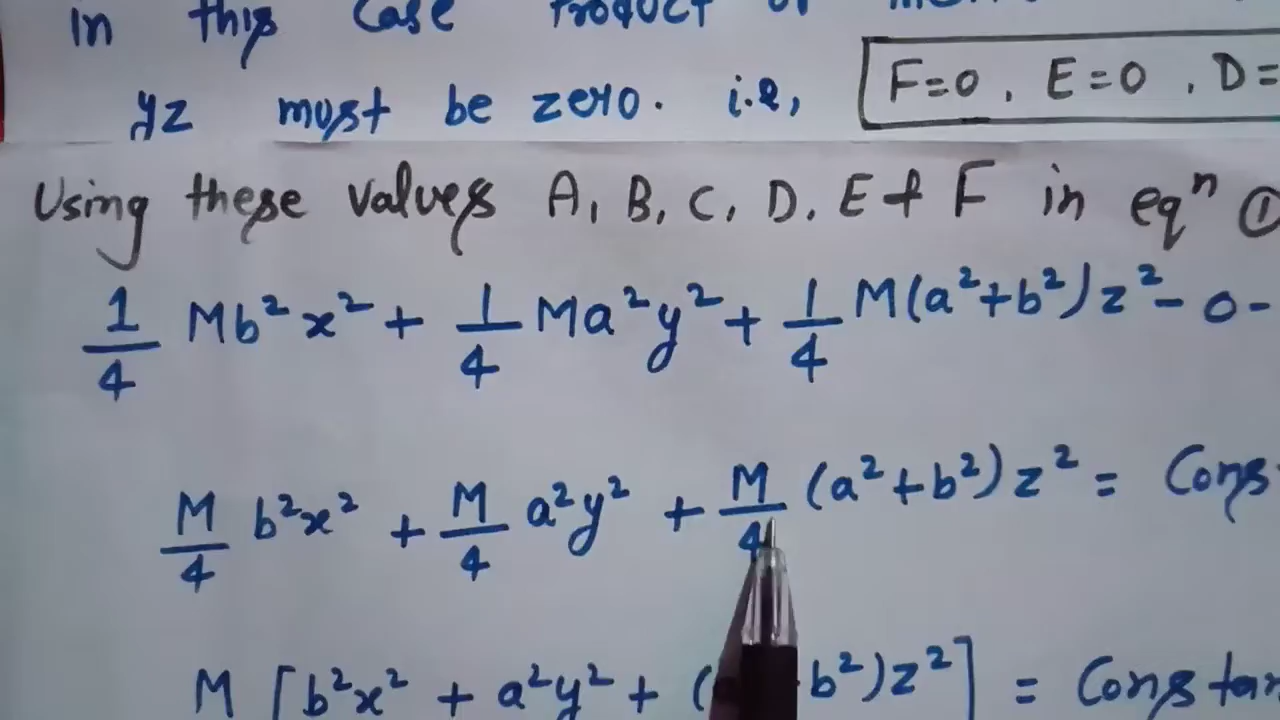 in this case Product of
yz must be zero. i.e, F=0, E=0, D=
Using these values A, B, C, D, E & F in eqⁿ ①
1/4 Mb²x² + 1/4 Ma²y² + 1/4 M(a²+b²)z² - 0 -
M/4 b²x² + M/4 a²y² + M/4 (a²+b²)z² = Cons
M [b²x² + a²y² + ( b²)z²] = Constan